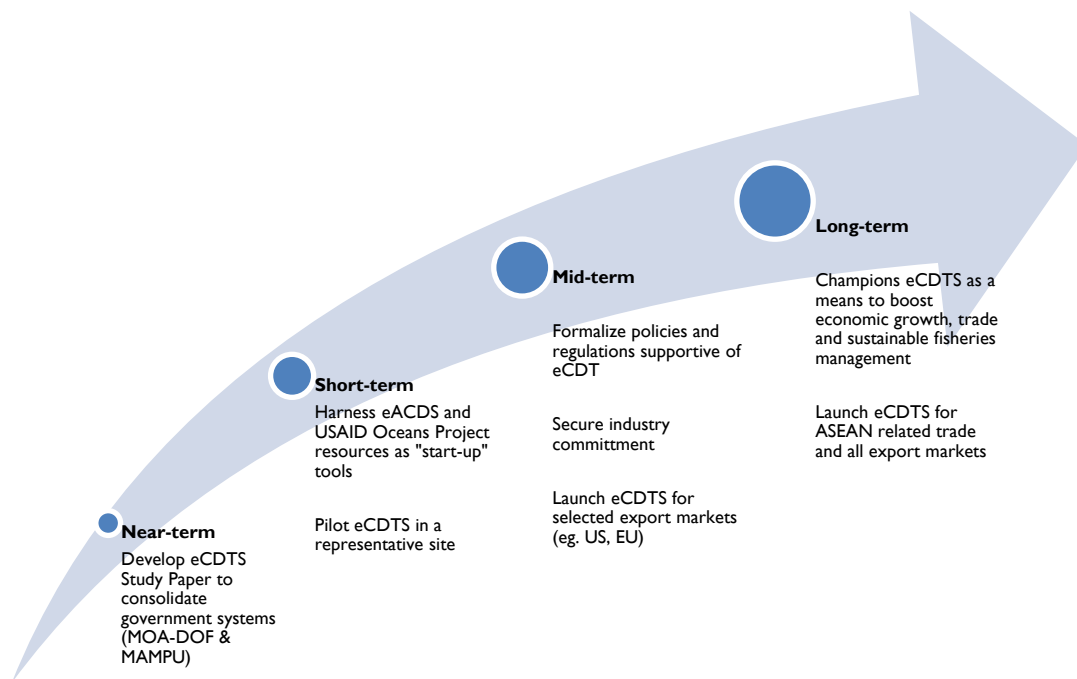 Near-term
Develop eCDTS
Study Paper to
consolidate
government systems
(MOA-DOF &
MAMPU)
Short-term
Harness eACDS and
USAID Oceans Project
resources as "start-up"
tools
Pilot eCDTS in a
representative site
Mid-term
Formalize policies and
regulations supportive of
eCDT
Secure industry
committment
Launch eCDTS for
selected export markets
(eg. US, EU)
Long-term
Champions eCDTS as a
means to boost
economic growth, trade
and sustainable fisheries
management
Launch eCDTS for
ASEAN related trade
and all export markets